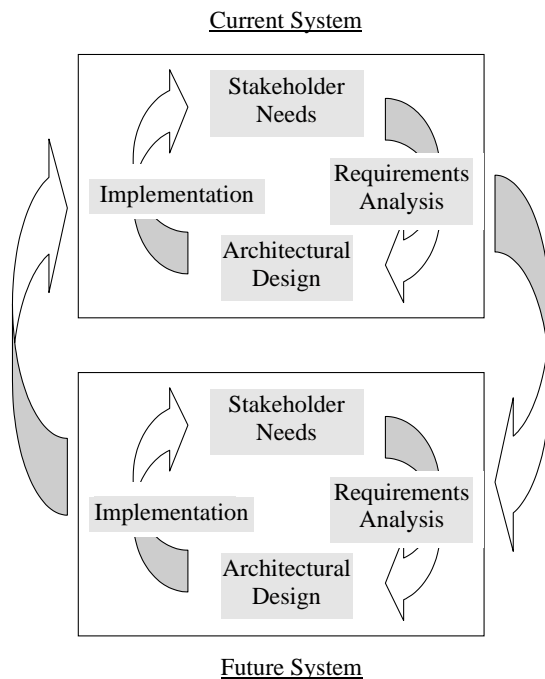 Current System
Stakeholder
Needs
Implementation
Requirements
Analysis
Architectural
Design
Stakeholder
Needs
Implementation
Requirements
Analysis
Architectural
Design
Future System